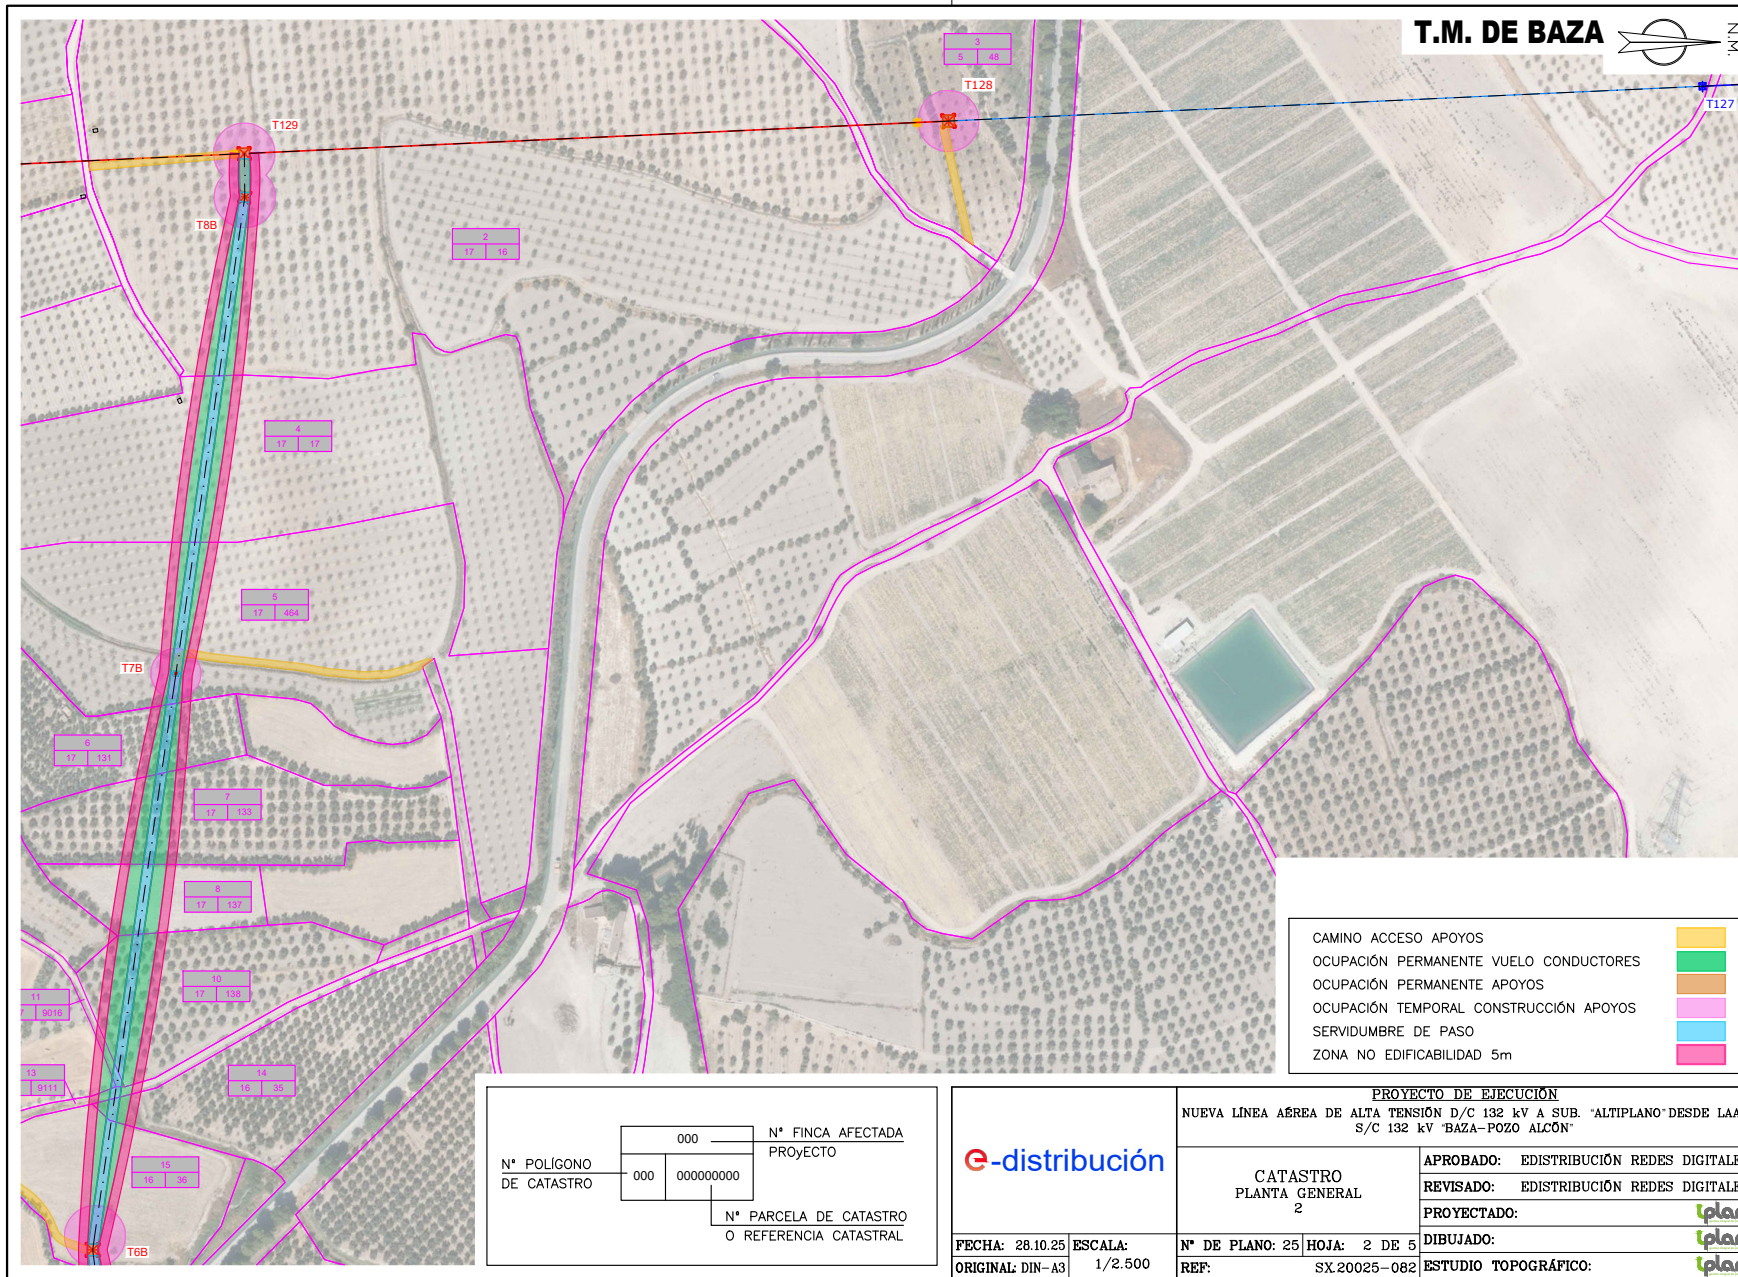 T.M. DE BAZA
N.M.
3
5 48
T128
T127
T129
T8B
2
17 16
4
17 17
5
17 464
T7B
6
17 131
7
17 133
8
17 137
10
17 138
11
7 9016
13
9111
14
16 35
15
16 36
T6B
CAMINO ACCESO APOYOS
OCUPACIÓN PERMANENTE VUELO CONDUCTORES
OCUPACIÓN PERMANENTE APOYOS
OCUPACIÓN TEMPORAL CONSTRUCCIÓN APOYOS
SERVIDUMBRE DE PASO
ZONA NO EDIFICABILIDAD 5m
000
Nº FINCA AFECTADA
PROyECTO
Nº POLÍGONO
DE CATASTRO
000 000000000
Nº PARCELA DE CATASTRO
O REFERENCIA CATASTRAL
e-distribución
PROYECTO DE EJECUCIÓN
NUEVA LÍNEA AÉREA DE ALTA TENSIÓN D/C 132 kV A SUB. "ALTIPLANO" DESDE LAA
S/C 132 kV "BAZA-POZO ALCÓN"
CATASTRO
PLANTA GENERAL
2
APROBADO: EDISTRIBUCIÓN REDES DIGITALE
REVISADO: EDISTRIBUCIÓN REDES DIGITALE
PROYECTADO: iplan
DIBUJADO: iplan
ESTUDIO TOPOGRÁFICO: iplan
FECHA: 28.10.25
ESCALA:
1/2.500
ORIGINAL: DIN-A3
Nº DE PLANO: 25
HOJA: 2 DE 5
REF: SX.20025-082